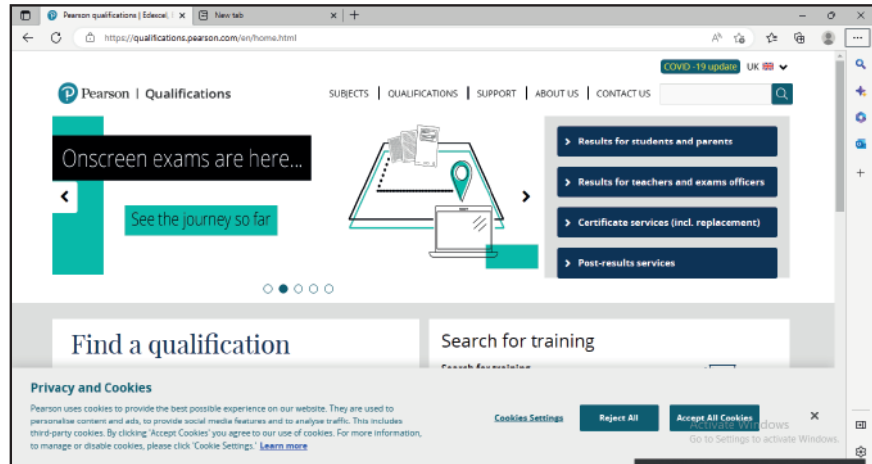 Pearson qualifications | Edexcel,
New tab
https://qualifications.pearson.com/en/home.html
COVID -19 update UK
Pearson | Qualifications
SUBJECTS | QUALIFICATIONS | SUPPORT | ABOUT US | CONTACT US
Onscreen exams are here...
See the journey so far
Results for students and parents
Results for teachers and exams officers
Certificate services (incl. replacement)
Post-results services
Find a qualification
Search for training
Search for training
Privacy and Cookies
Pearson uses cookies to provide the best possible experience on our website. They are used to
personalise content and ads, to provide social media features and to analyse traffic. This includes
third-party cookies. By clicking 'Accept Cookies' you agree to our use of cookies. For more information,
to manage or disable cookies, please click 'Cookie Settings.' Learn more
Cookies Settings
Reject All
Accept All Cookies
Activate Windows
Go to Settings to activate Windows.